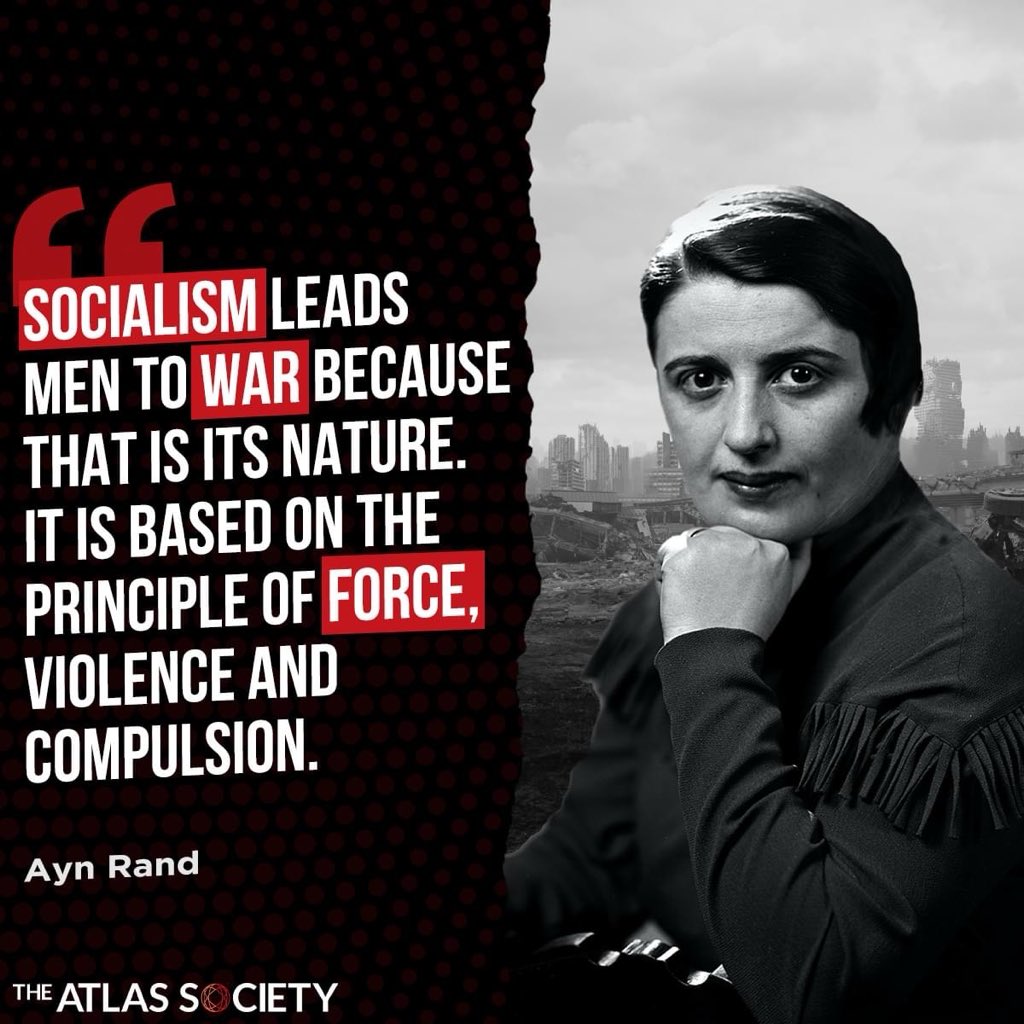 “
SOCIALISM LEADS
MEN TO WAR BECAUSE
THAT IS ITS NATURE.
IT IS BASED ON THE
PRINCIPLE OF FORCE,
VIOLENCE AND
COMPULSION.
Ayn Rand
THE ATLAS SOCIETY